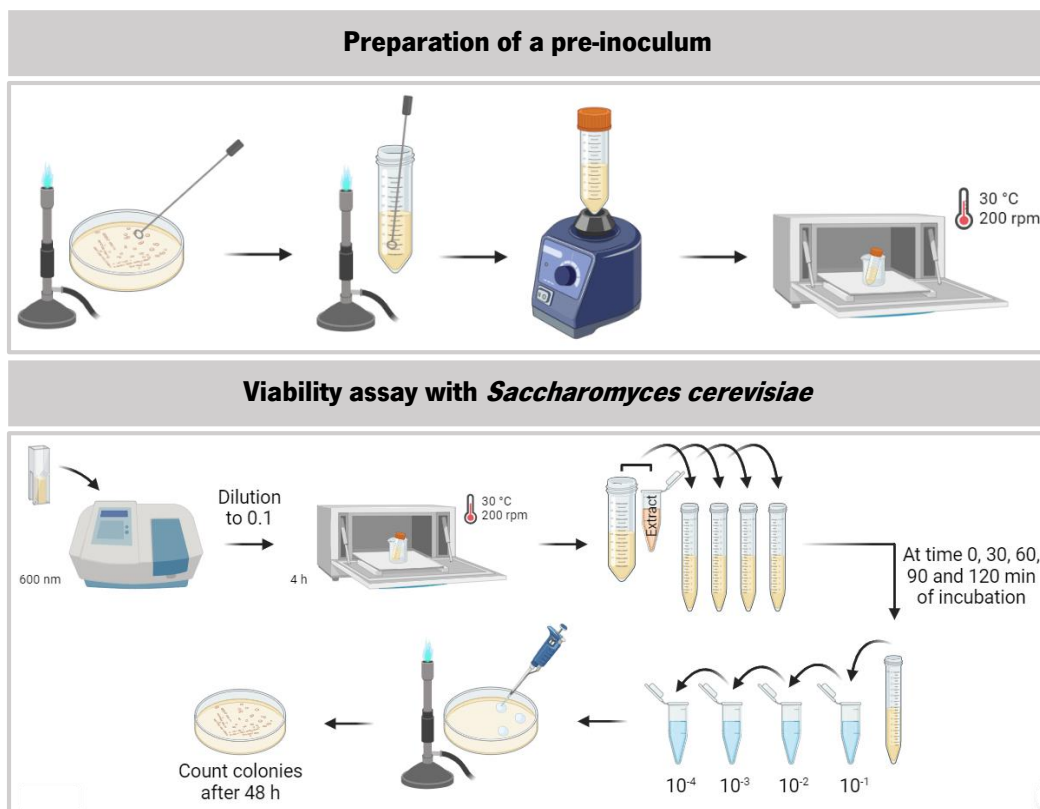 Preparation of a pre-inoculum
30 °C
200 rpm
Viability assay with Saccharomyces cerevisiae
600 nm
Dilution
to 0.1
4 h
30 °C
200 rpm
Extract
At time 0, 30, 60,
90 and 120 min
of incubation
10⁻⁴ 10⁻³ 10⁻² 10⁻¹
Count colonies
after 48 h